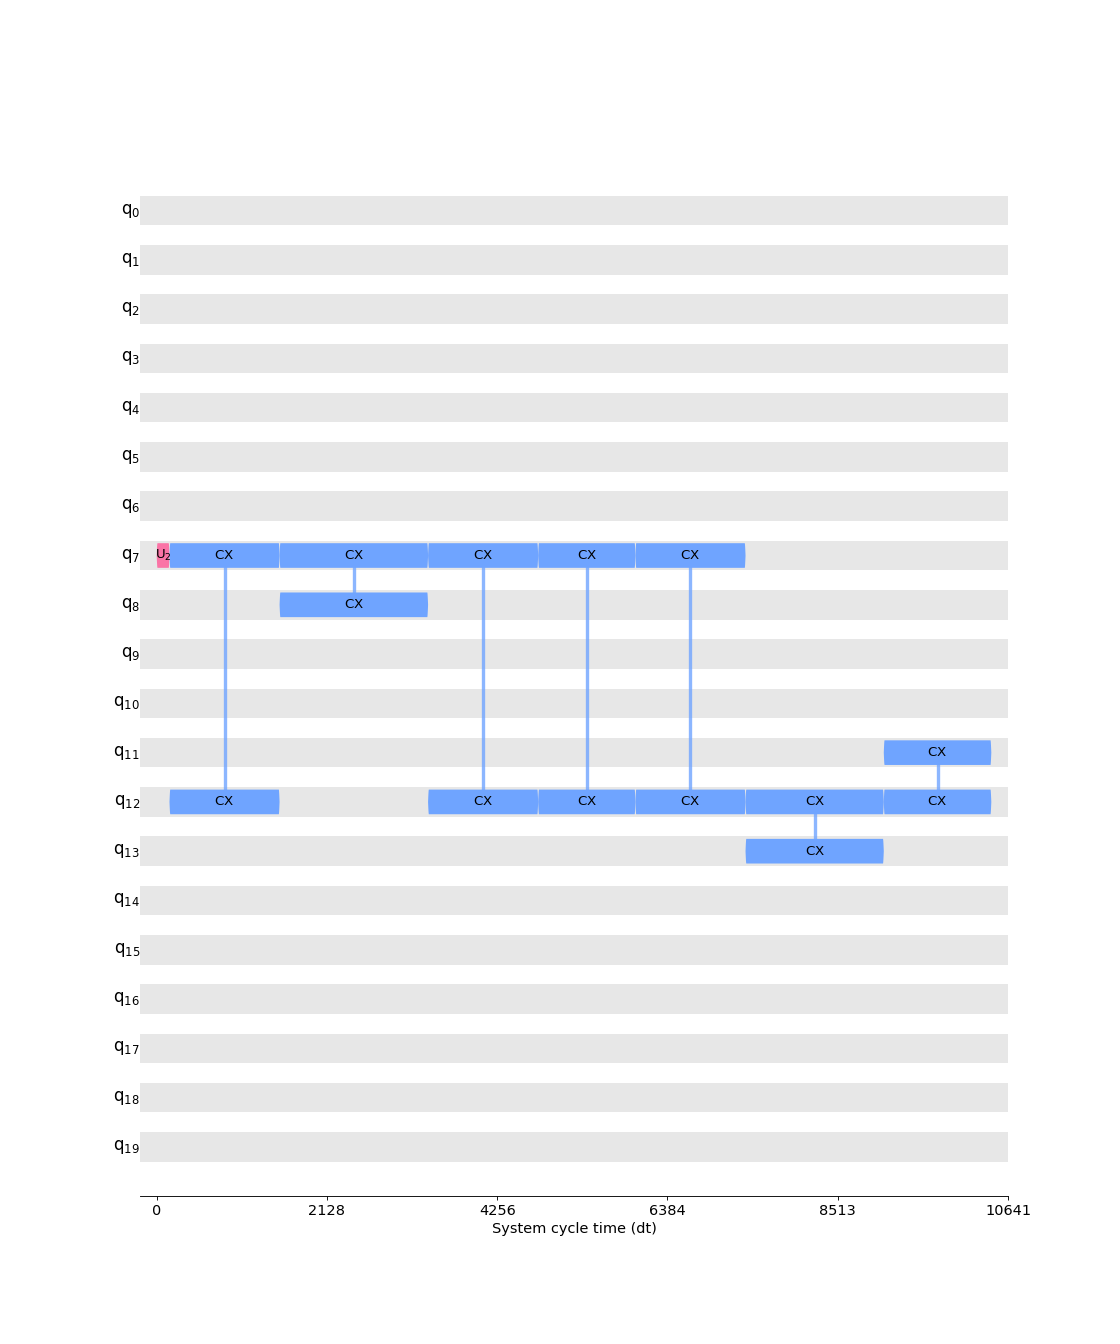 q0
q1
q2
q3
q4
q5
q6
q7 U2 CX CX CX CX CX
q8 CX
q9
q10
q11 CX
q12 CX CX CX CX CX CX
q13 CX
q14
q15
q16
q17
q18
q19
0 2128 4256 6384 8513 10641
System cycle time (dt)